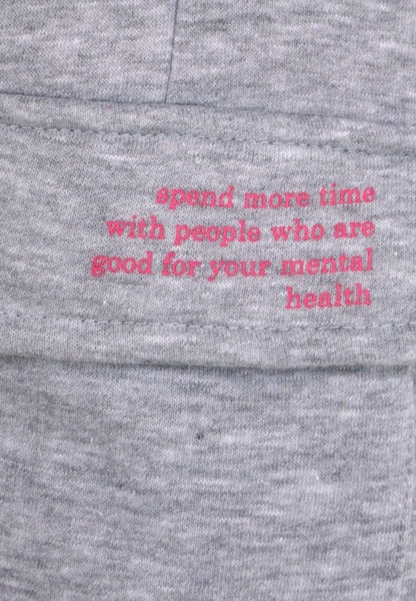 spend more time
with people who are
good for your mental
health